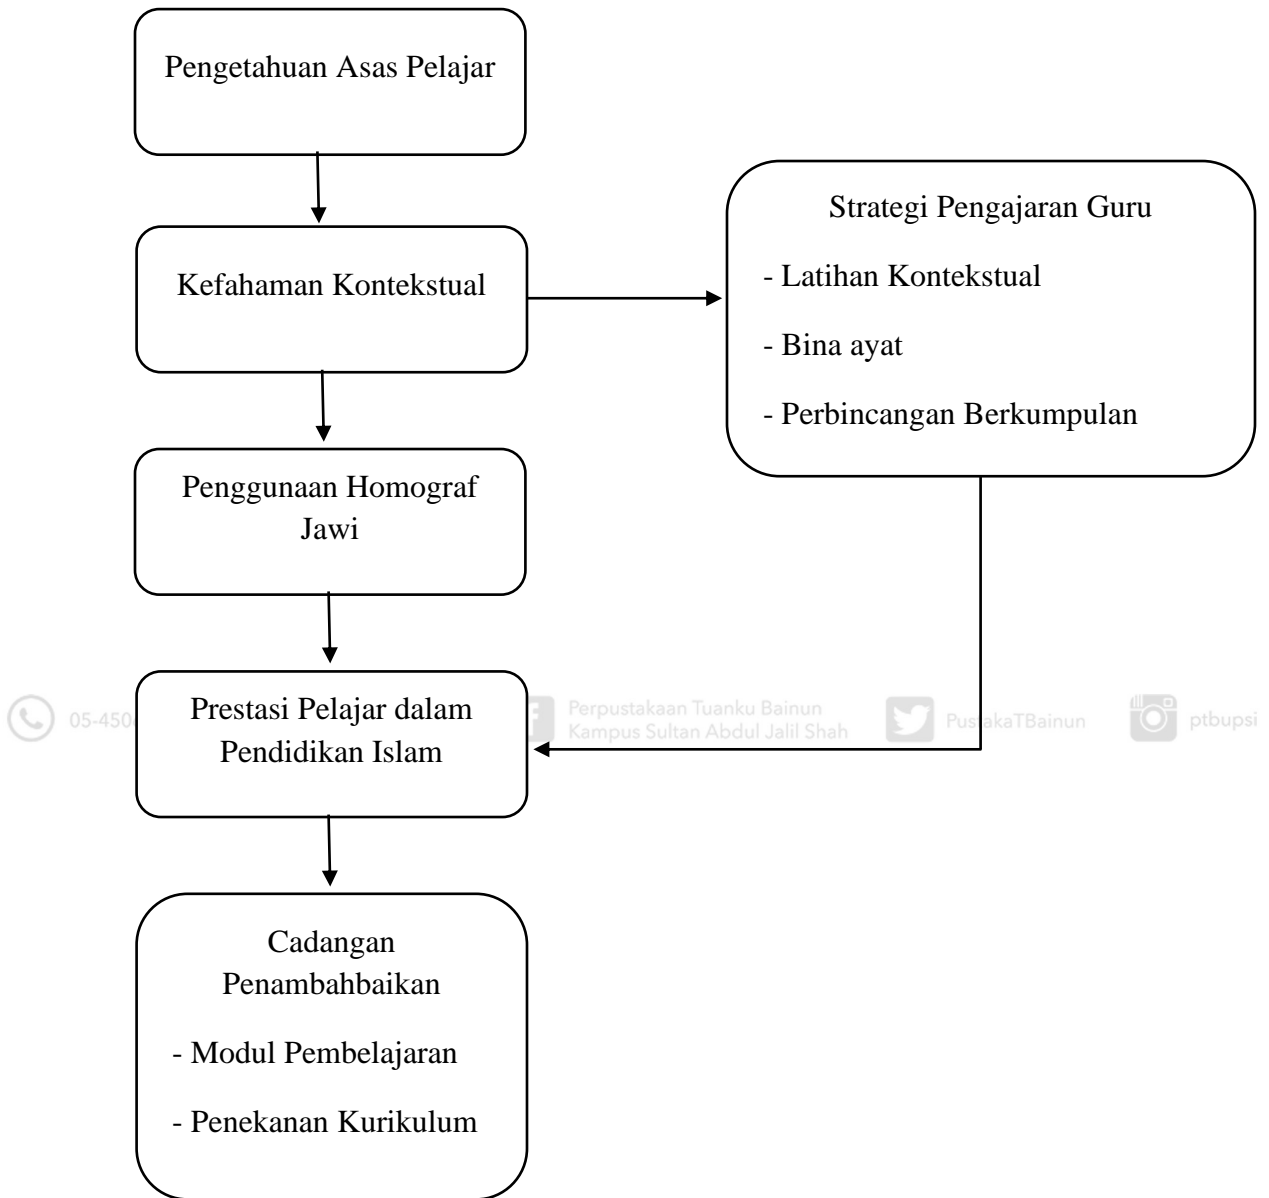 Pengetahuan Asas Pelajar
Kefahaman Kontekstual
Strategi Pengajaran Guru
- Latihan Kontekstual
- Bina ayat
- Perbincangan Berkumpulan
Penggunaan Homograf
Jawi
Prestasi Pelajar dalam
Pendidikan Islam
05-450
Perpustakaan Tuanku Bainun
Kampus Sultan Abdul Jalil Shah
PustakaTBainun
ptbupsi
Cadangan
Penambahbaikan
- Modul Pembelajaran
- Penekanan Kurikulum